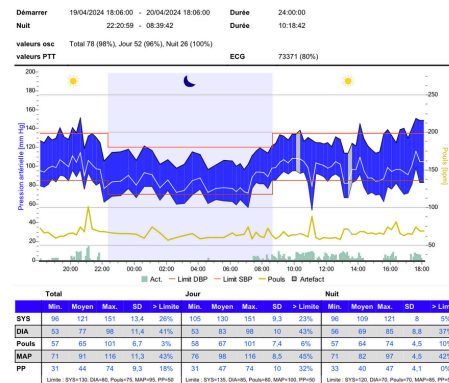 Démarrer 19/04/2024 18:06:00 - 20/04/2024 18:06:00 Durée 24:00:00
Nuit 22:20:59 - 08:39:42 Durée 10:18:42
valeurs osc Total 78 (98%), Jour 52 (96%), Nuit 26 (100%)
valeurs PTT ECG 73371 (80%)
Pression artérielle [mm Hg]
200
180
160
140
120
100
80
60
40
20
0
250
200
150
100
50
Pouls [bpm]
20:00 22:00 00:00 02:00 04:00 06:00 08:00 10:00 12:00 14:00 16:00 18:00
Act. Limit DBP Limit SBP Pouls Artefact
Total Jour Nuit
Min. Moyen Max. SD > Limite Min. Moyen Max. SD > Limite Min. Moyen Max. SD > Lim
SYS 96 121 151 13,4 26% 105 130 151 9,3 23% 96 109 121 8 5%
DIA 53 77 98 11,4 41% 53 83 98 10 43% 56 69 85 8,8 37%
Pouls 57 65 101 6,7 3% 58 67 101 7,4 6% 57 64 74 4,5 10%
MAP 71 91 116 11,3 43% 76 98 116 8,5 45% 71 82 97 4,5 42%
PP 31 44 74 9,3 18% 31 47 74 10 32% 33 40 47 4,1 0%
Limite : SYS=130, DIA=80, Pouls=75, MAP=95, PP=50 Limite : SYS=135, DIA=85, Pouls=80, MAP=100, PP=50 Limite : SYS=120, DIA=70, Pouls=70, MAP=85, PP=50